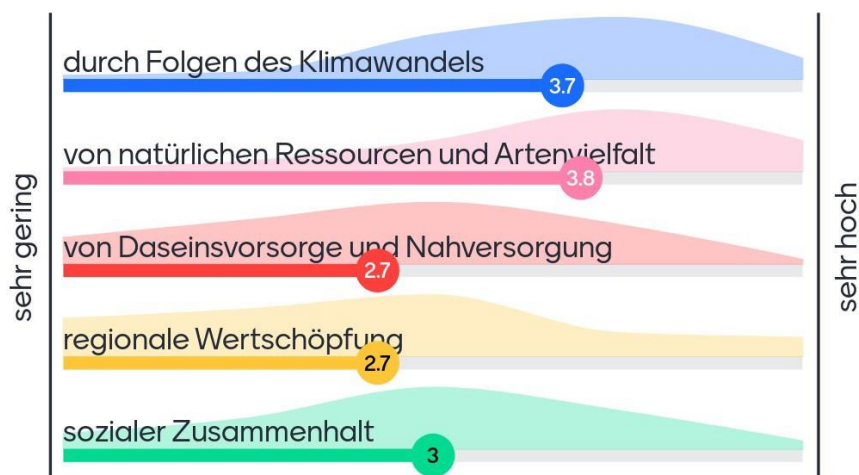 durch Folgen des Klimawandels
3.7
von natürlichen Ressourcen und Artenvielfalt
3.8
von Daseinsvorsorge und Nahversorgung
2.7
regionale Wertschöpfung
2.7
sozialer Zusammenhalt
3
sehr gering
sehr hoch